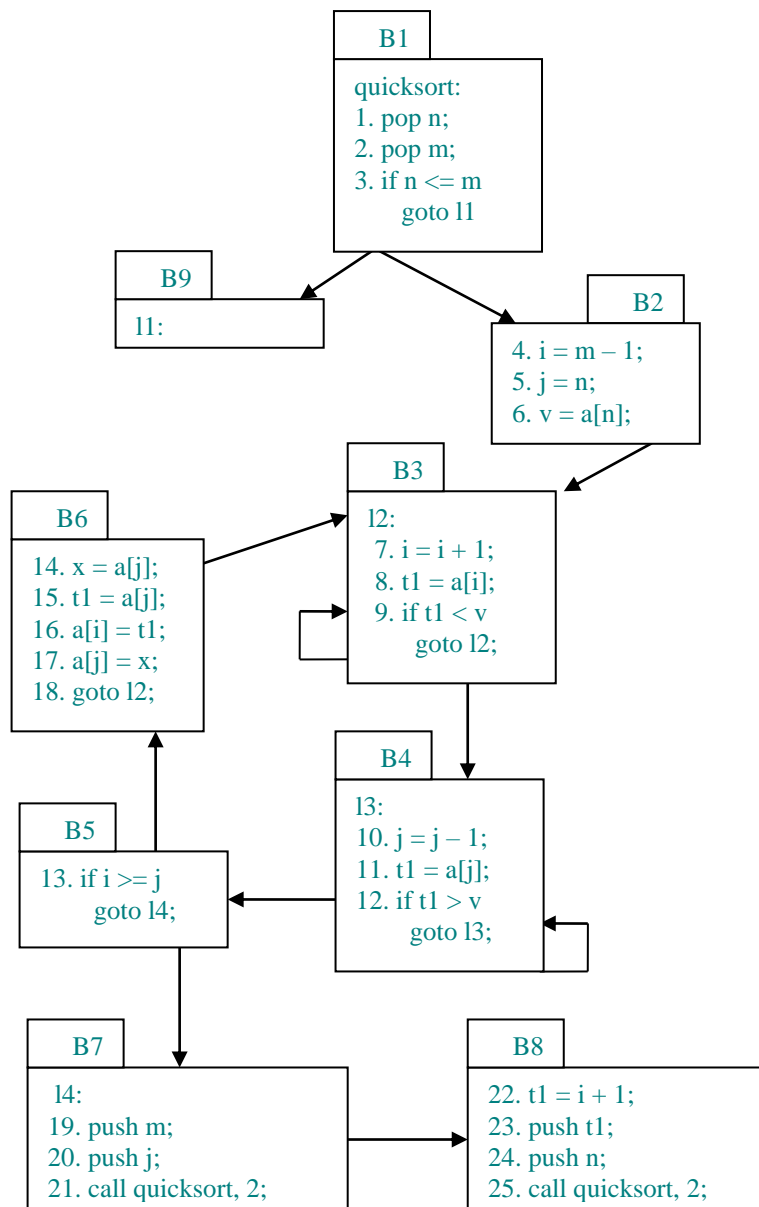 B1
quicksort:
1. pop n;
2. pop m;
3. if n <= m
goto l1
B9
l1:
B2
4. i = m – 1;
5. j = n;
6. v = a[n];
B3
l2:
7. i = i + 1;
8. t1 = a[i];
9. if t1 < v
goto l2;
B6
14. x = a[j];
15. t1 = a[j];
16. a[i] = t1;
17. a[j] = x;
18. goto l2;
B4
l3:
10. j = j – 1;
11. t1 = a[j];
12. if t1 > v
goto l3;
B5
13. if i >= j
goto l4;
B7
l4:
19. push m;
20. push j;
21. call quicksort, 2;
B8
22. t1 = i + 1;
23. push t1;
24. push n;
25. call quicksort, 2;